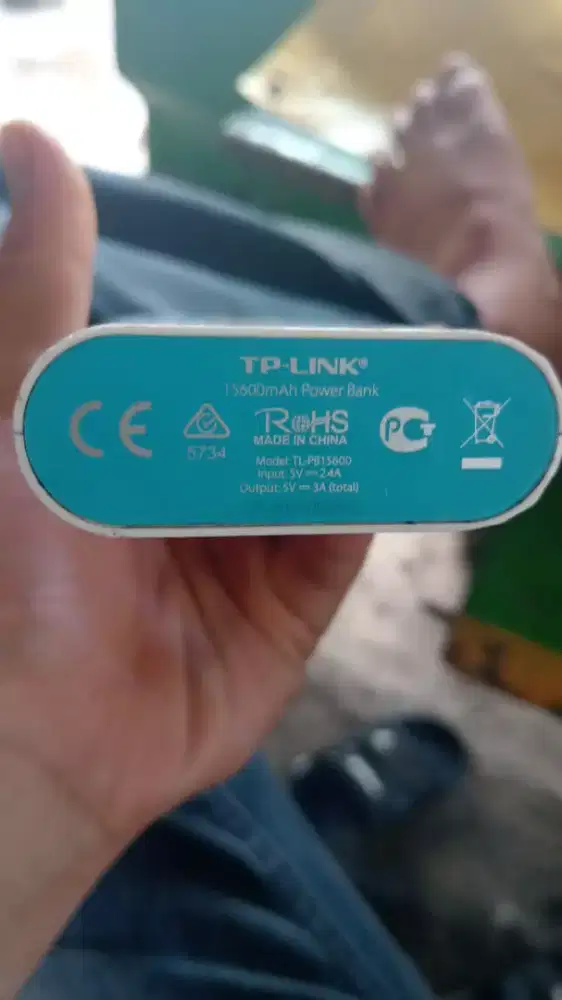 TP-LINK®
15600mAh Power Bank
CE
5734
RoHS
MADE IN CHINA
PCT
Model: TL-PB15600
Input: 5V⎓2.4A
Output: 5V⎓3A (total)